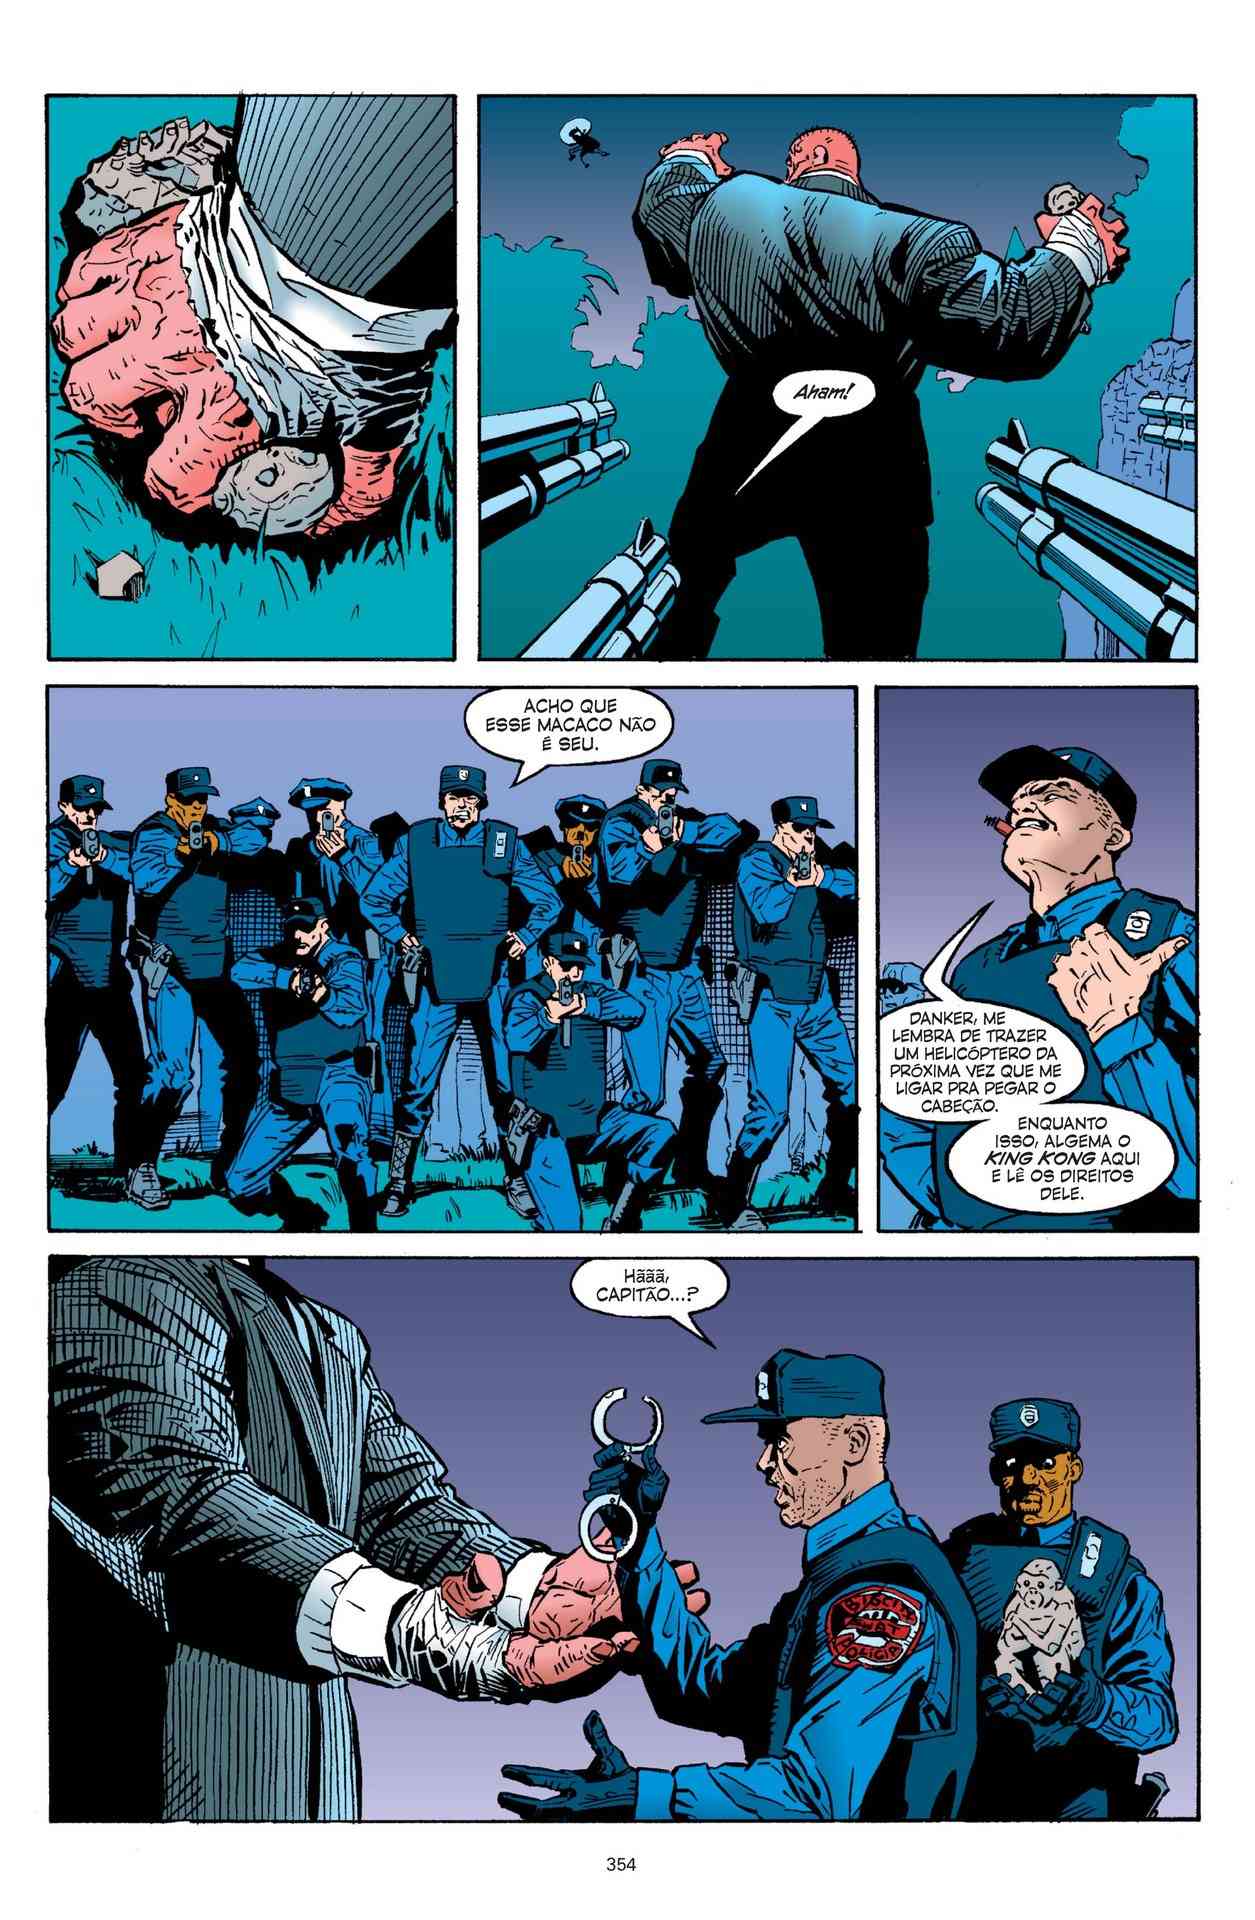 Aham!
ACHO QUE
ESSE MACACO NÃO
É SEU.
DANKER, ME
LEMBRA DE TRAZER
UM HELICÓPTERO DA
PRÓXIMA VEZ QUE ME
LIGAR PRA PEGAR O
CABEÇÃO.
ENQUANTO
ISSO, ALGEMA O
KING KONG AQUI
E LÊ OS DIREITOS
DELE.
Hããã,
CAPITÃO...?
POLÍCIA
354